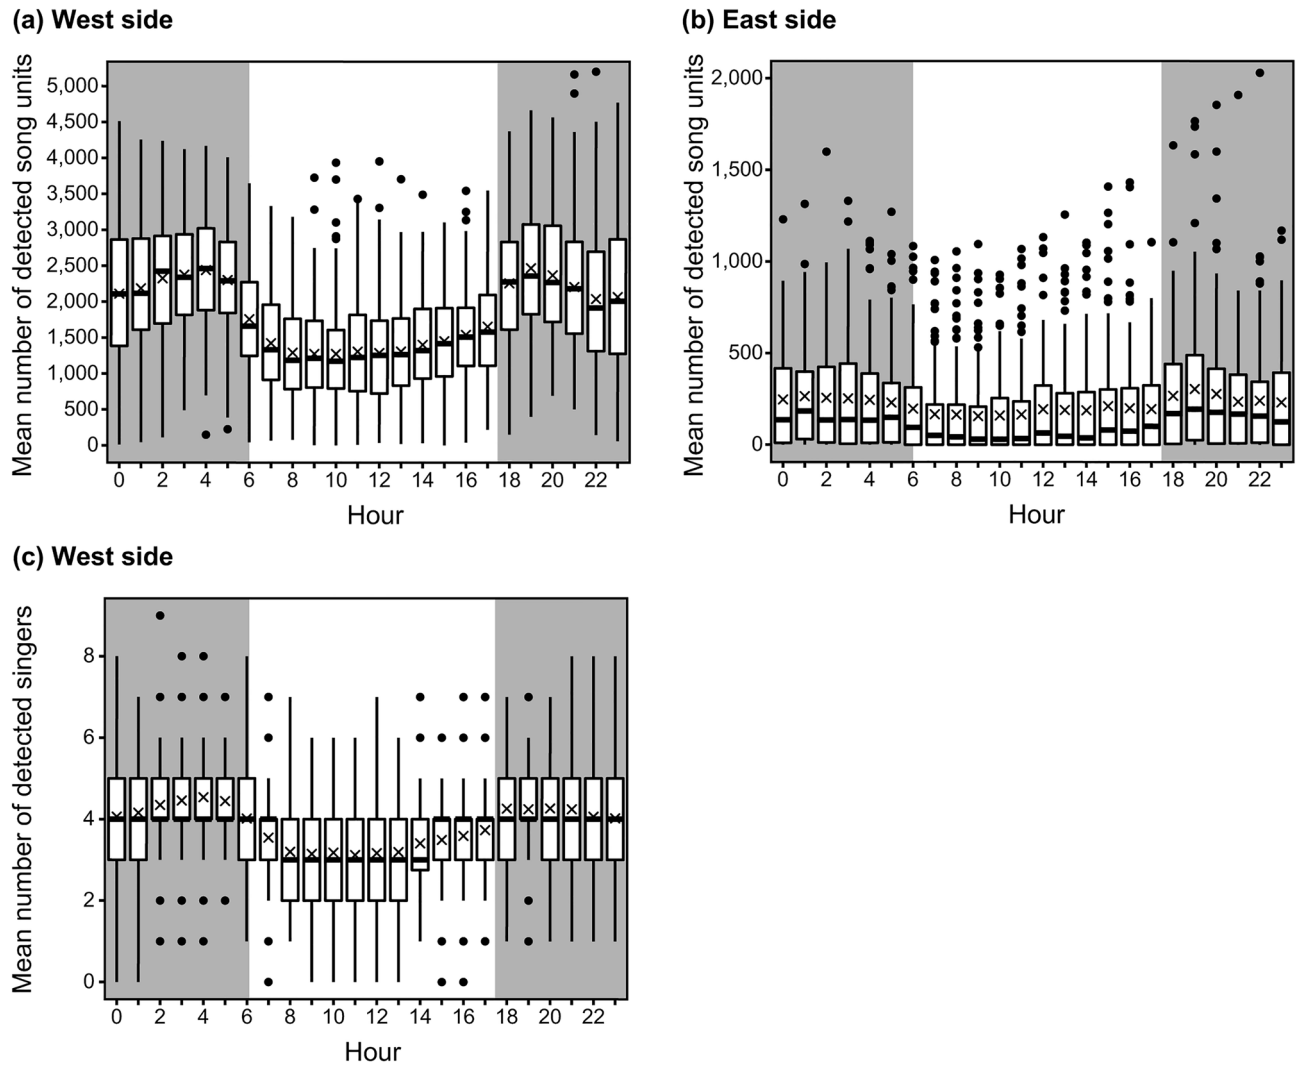 (a) West side
Mean number of detected song units
5,000
4,500
4,000
3,500
3,000
2,500
2,000
1,500
1,000
500
0
0 2 4 6 8 10 12 14 16 18 20 22
Hour
(b) East side
Mean number of detected song units
2,000
1,500
1,000
500
0
0 2 4 6 8 10 12 14 16 18 20 22
Hour
(c) West side
Mean number of detected singers
8
6
4
2
0
0 2 4 6 8 10 12 14 16 18 20 22
Hour